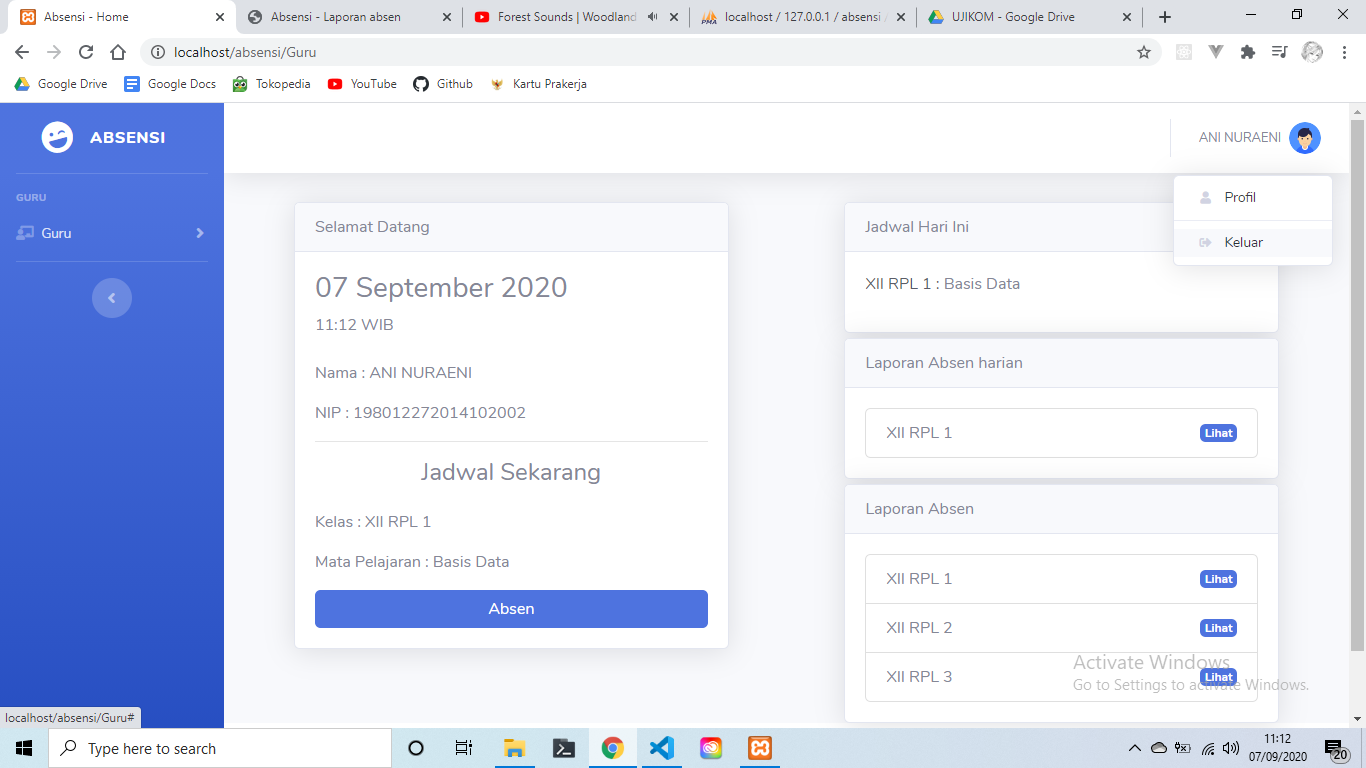 Absensi - Home
Absensi - Laporan absen
Forest Sounds | Woodland
localhost / 127.0.0.1 / absensi /
UJIKOM - Google Drive
localhost/absensi/Guru
Google Drive
Google Docs
Tokopedia
YouTube
Github
Kartu Prakerja
ABSENSI
ANI NURAENI
GURU
Guru
Profil
Keluar
Selamat Datang
07 September 2020
11:12 WIB
Nama : ANI NURAENI
NIP : 198012272014102002
Jadwal Sekarang
Kelas : XII RPL 1
Mata Pelajaran : Basis Data
Absen
Jadwal Hari Ini
XII RPL 1 : Basis Data
Laporan Absen harian
XII RPL 1 Lihat
Laporan Absen
XII RPL 1 Lihat
XII RPL 2 Lihat
XII RPL 3 Lihat
Activate Windows
Go to Settings to activate Windows.
localhost/absensi/Guru#
Type here to search
11:12
07/09/2020
20